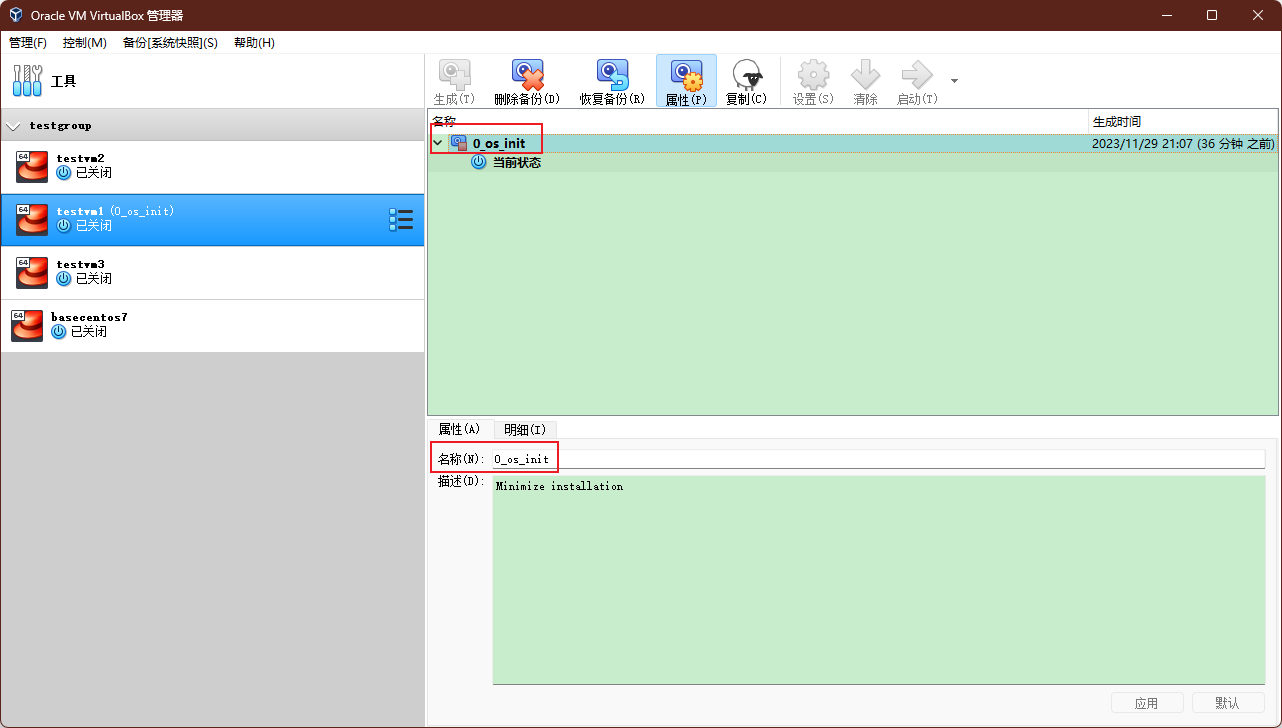 Oracle VM VirtualBox 管理器
管理(F) 控制(M) 备份[系统快照](S) 帮助(H)
工具
生成(T) 删除备份(D) 恢复备份(R) 属性(P) 复制(C) 设置(S) 清除 启动(T)
testgroup
64 testvm2
已关闭
64 testvm1 (0_os_init)
已关闭
64 testvm3
已关闭
64 basecentos7
已关闭
名称 生成时间
0_os_init 2023/11/29 21:07 (36 分钟 之前)
当前状态
属性(A) 明细(I)
名称(N): 0_os_init
描述(D): Minimize installation
应用 默认